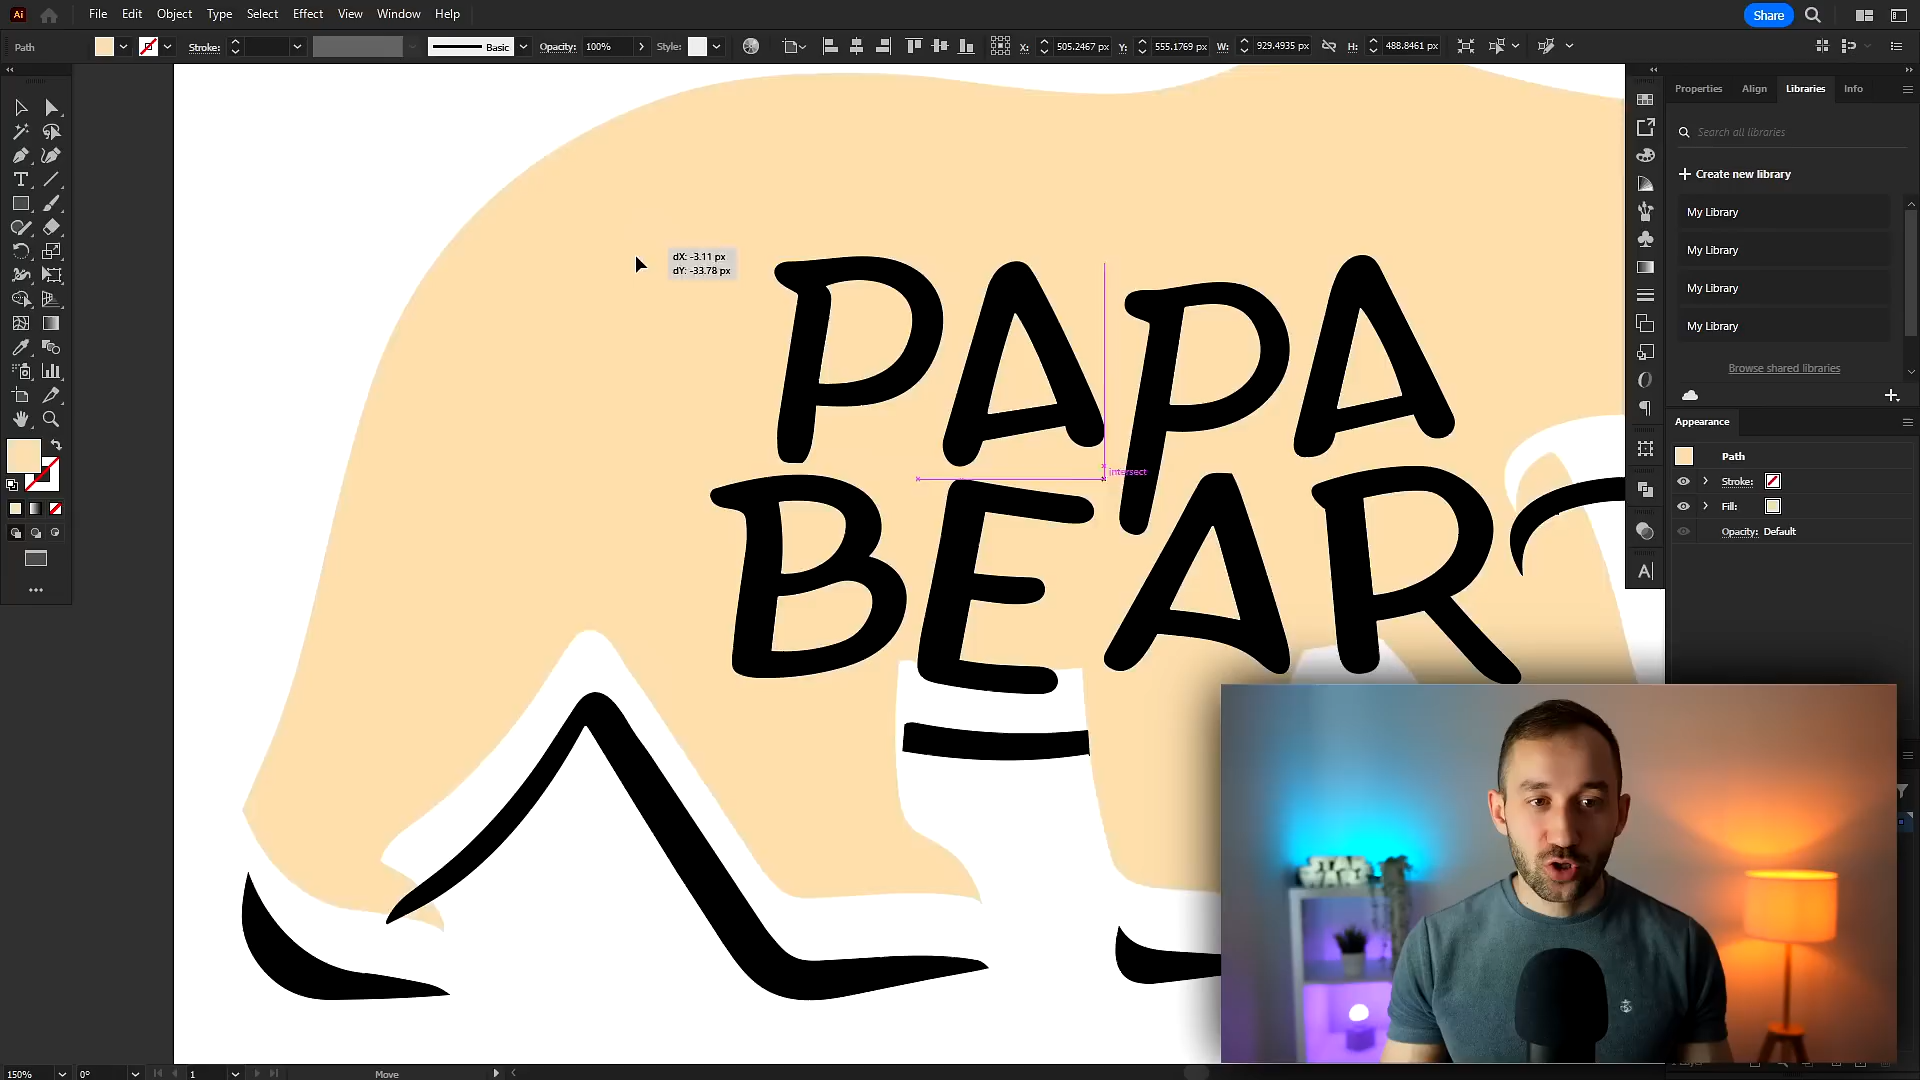 Ai File Edit Object Type Select Effect View Window Help Share
Path Stroke: Basic Opacity: 100% Style: X: 505.2467 px Y: 555.1769 px W: 929.4935 px H: 488.8461 px
Properties Align Libraries Info
Search all libraries
Create new library
My Library
My Library
My Library
My Library
Browse shared libraries
Appearance
Path
Stroke:
Fill:
Opacity: Default
dX: -3.11 px
dY: -33.78 px
PAPA
intersect
BEAR
STAR
WARS
150% 0° 1 Move